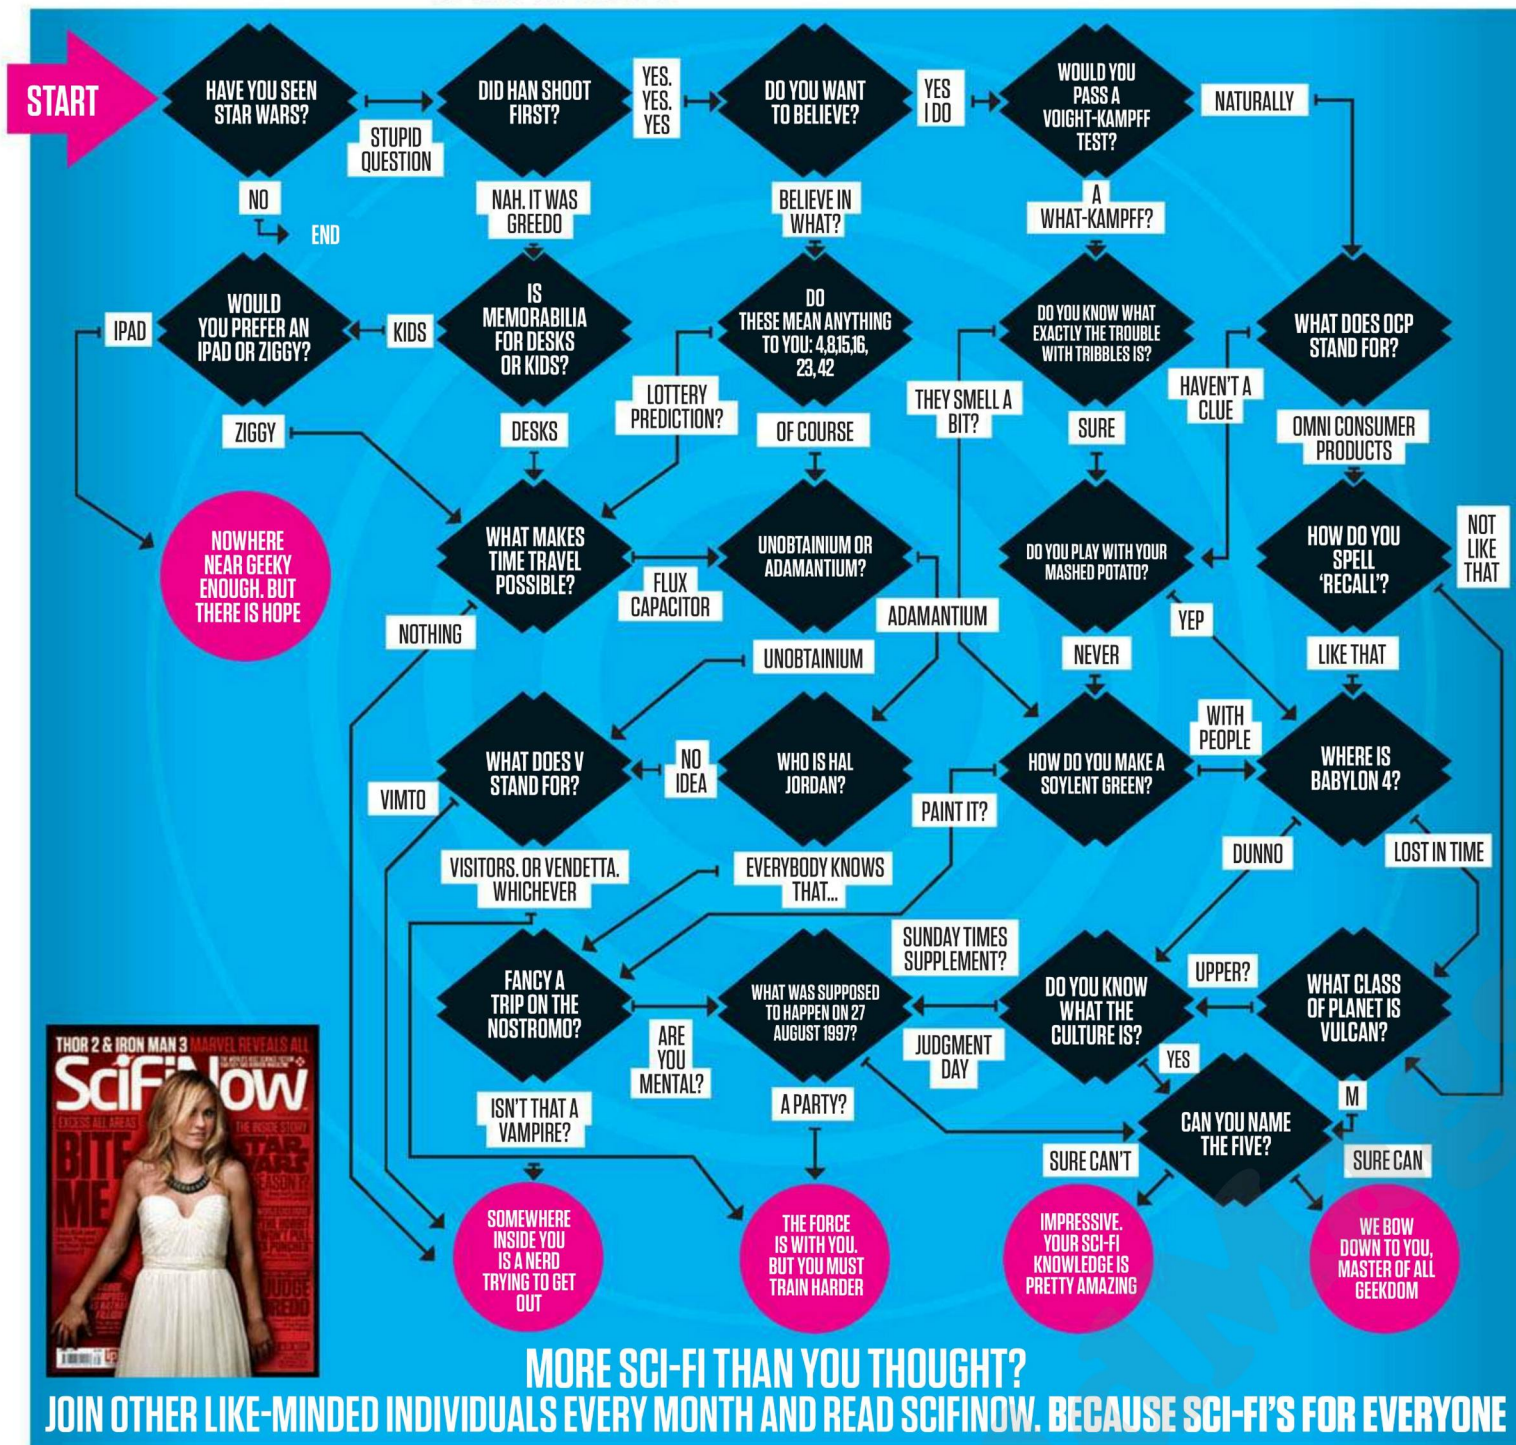 START
HAVE YOU SEEN
STAR WARS?
STUPID
QUESTION
DID HAN SHOOT
FIRST?
YES.
YES.
YES
DO YOU WANT
TO BELIEVE?
YES
I DO
WOULD YOU
PASS A
VOIGHT-KAMPFF
TEST?
NATURALLY
NO
END
NAH. IT WAS
GREEDO
BELIEVE IN
WHAT?
A
WHAT-KAMPFF?
IPAD
WOULD
YOU PREFER AN
IPAD OR ZIGGY?
KIDS
IS
MEMORABILIA
FOR DESKS
OR KIDS?
DO
THESE MEAN ANYTHING
TO YOU: 4,8,15,16,
23, 42
DO YOU KNOW WHAT
EXACTLY THE TROUBLE
WITH TRIBBLES IS?
WHAT DOES OCP
STAND FOR?
ZIGGY
DESKS
LOTTERY
PREDICTION?
OF COURSE
THEY SMELL A
BIT?
SURE
HAVEN'T A
CLUE
OMNI CONSUMER
PRODUCTS
NOWHERE
NEAR GEEKY
ENOUGH. BUT
THERE IS HOPE
WHAT MAKES
TIME TRAVEL
POSSIBLE?
FLUX
CAPACITOR
UNOBTAINIUM OR
ADAMANTIUM?
DO YOU PLAY WITH YOUR
MASHED POTATO?
HOW DO YOU
SPELL
'RECALL'?
NOT
LIKE
THAT
NOTHING
ADAMANTIUM
UNOBTAINIUM
NEVER
YEP
LIKE THAT
VIMTO
WHAT DOES V
STAND FOR?
NO
IDEA
WHO IS HAL
JORDAN?
PAINT IT?
HOW DO YOU MAKE A
SOYLENT GREEN?
WITH
PEOPLE
WHERE IS
BABYLON 4?
VISITORS. OR VENDETTA.
WHICHEVER
EVERYBODY KNOWS
THAT...
DUNNO
LOST IN TIME
FANCY A
TRIP ON THE
NOSTROMO?
ARE
YOU
MENTAL?
WHAT WAS SUPPOSED
TO HAPPEN ON 27
AUGUST 1997?
SUNDAY TIMES
SUPPLEMENT?
JUDGMENT
DAY
DO YOU KNOW
WHAT THE
CULTURE IS?
UPPER?
WHAT CLASS
OF PLANET IS
VULCAN?
YES
M
ISN'T THAT A
VAMPIRE?
A PARTY?
CAN YOU NAME
THE FIVE?
SURE CAN'T
SURE CAN
SOMEWHERE
INSIDE YOU
IS A NERD
TRYING TO GET
OUT
THE FORCE
IS WITH YOU.
BUT YOU MUST
TRAIN HARDER
IMPRESSIVE.
YOUR SCI-FI
KNOWLEDGE IS
PRETTY AMAZING
WE BOW
DOWN TO YOU,
MASTER OF ALL
GEEKDOM
THOR 2 & IRON MAN 3 MARVEL REVEALS ALL
SciFiNow
EXCESS ALL AREAS
BITE
ME
THE INSIDE STORY
STAR
WARS
JUDGE
DREDD
MORE SCI-FI THAN YOU THOUGHT?
JOIN OTHER LIKE-MINDED INDIVIDUALS EVERY MONTH AND READ SCIFINOW. BECAUSE SCI-FI'S FOR EVERYONE